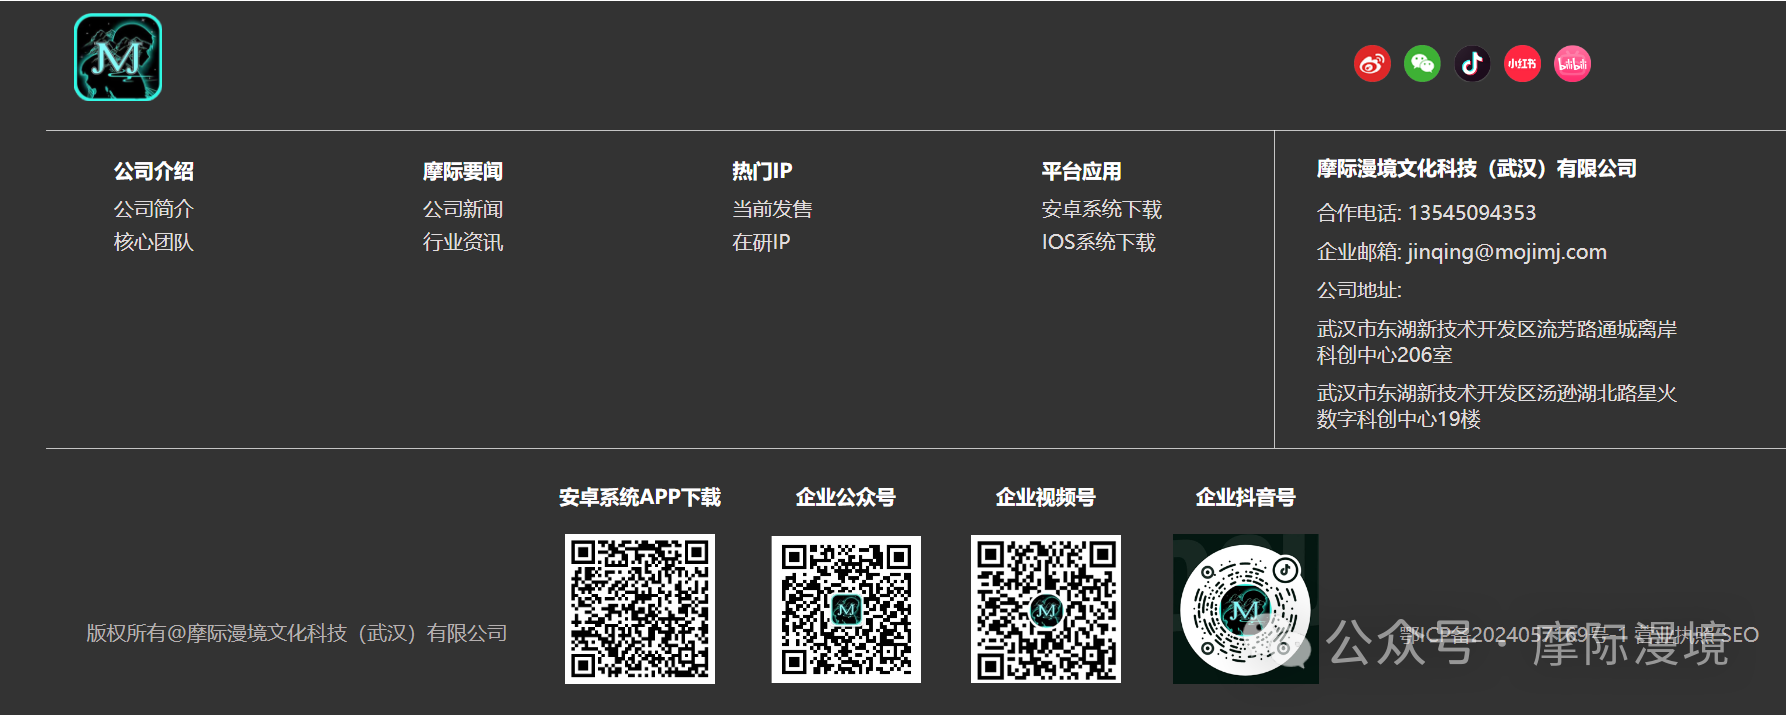 MJ
小红书
bilibili
公司介绍
公司简介
核心团队
摩际要闻
公司新闻
行业资讯
热门IP
当前发售
在研IP
平台应用
安卓系统下载
IOS系统下载
摩际漫境文化科技（武汉）有限公司
合作电话: 13545094353
企业邮箱: jinqing@mojimj.com
公司地址:
武汉市东湖新技术开发区流芳路通城离岸
科创中心206室
武汉市东湖新技术开发区汤逊湖北路星火
数字科创中心19楼
安卓系统APP下载
企业公众号
企业视频号
企业抖音号
版权所有@摩际漫境文化科技（武汉）有限公司
鄂ICP备2024057169号-1 营业执照 SEO
公众号 · 摩际漫境